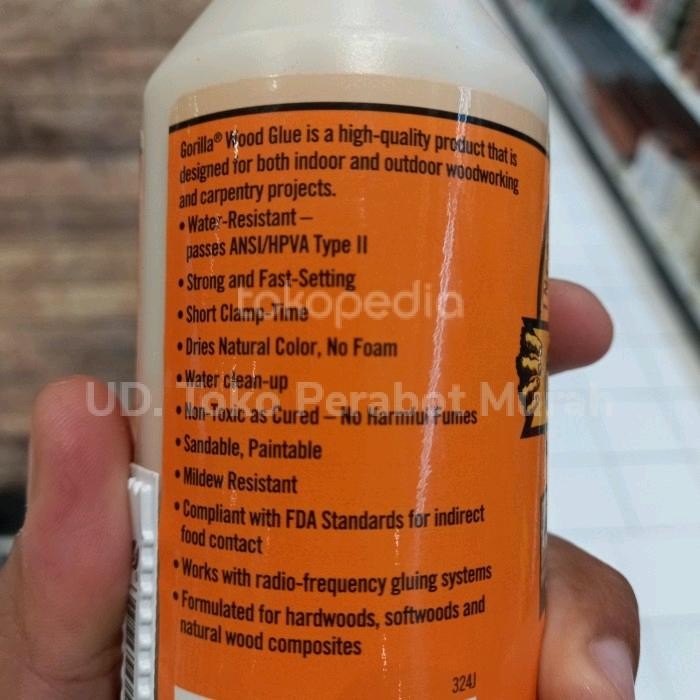 Gorilla® Wood Glue is a high-quality product that is
designed for both indoor and outdoor woodworking
and carpentry projects.
• Water-Resistant –
passes ANSI/HPVA Type II
• Strong and Fast-Setting
tokopedia
• Short Clamp-Time
• Dries Natural Color, No Foam
• Water clean-up
UD. Toko Perabot Murah
• Non-Toxic as Cured – No Harmful Fumes
• Sandable, Paintable
• Mildew Resistant
• Compliant with FDA Standards for indirect
food contact
• Works with radio-frequency gluing systems
• Formulated for hardwoods, softwoods and
natural wood composites
324J